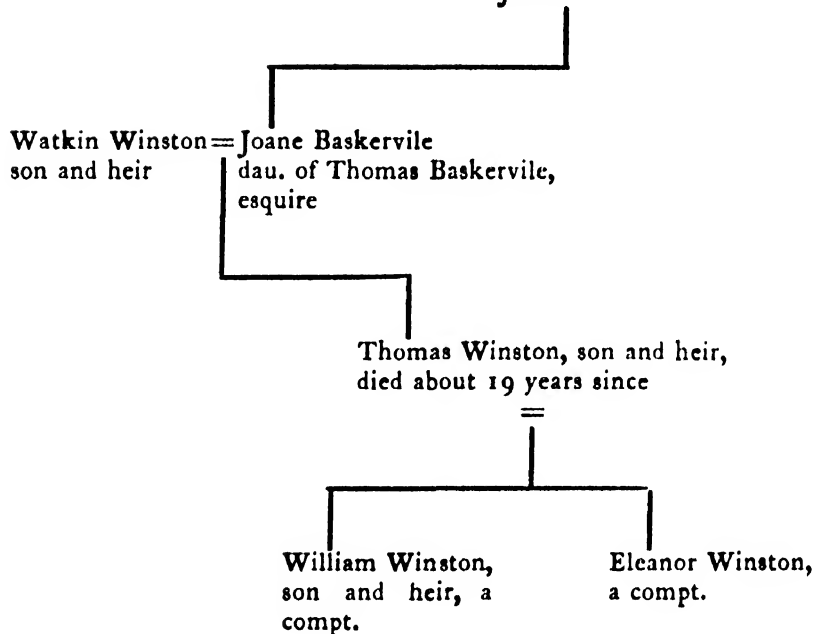 Watkin Winston = Joane Baskervile
son and heir
dau. of Thomas Baskervile,
esquire
Thomas Winston, son and heir,
died about 19 years since
=
William Winston,
son and heir, a
compt.
Eleanor Winston,
a compt.